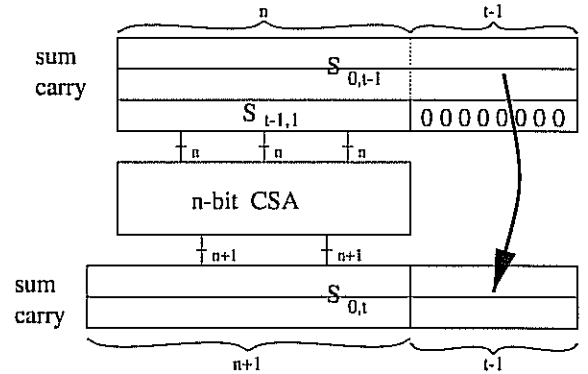 n t-1
sum
carry
S 0,t-1
S t-1,1 0 0 0 0 0 0 0 0
n n n
n-bit CSA
n+1 n+1
sum
carry
S 0,t
n+1 t-1